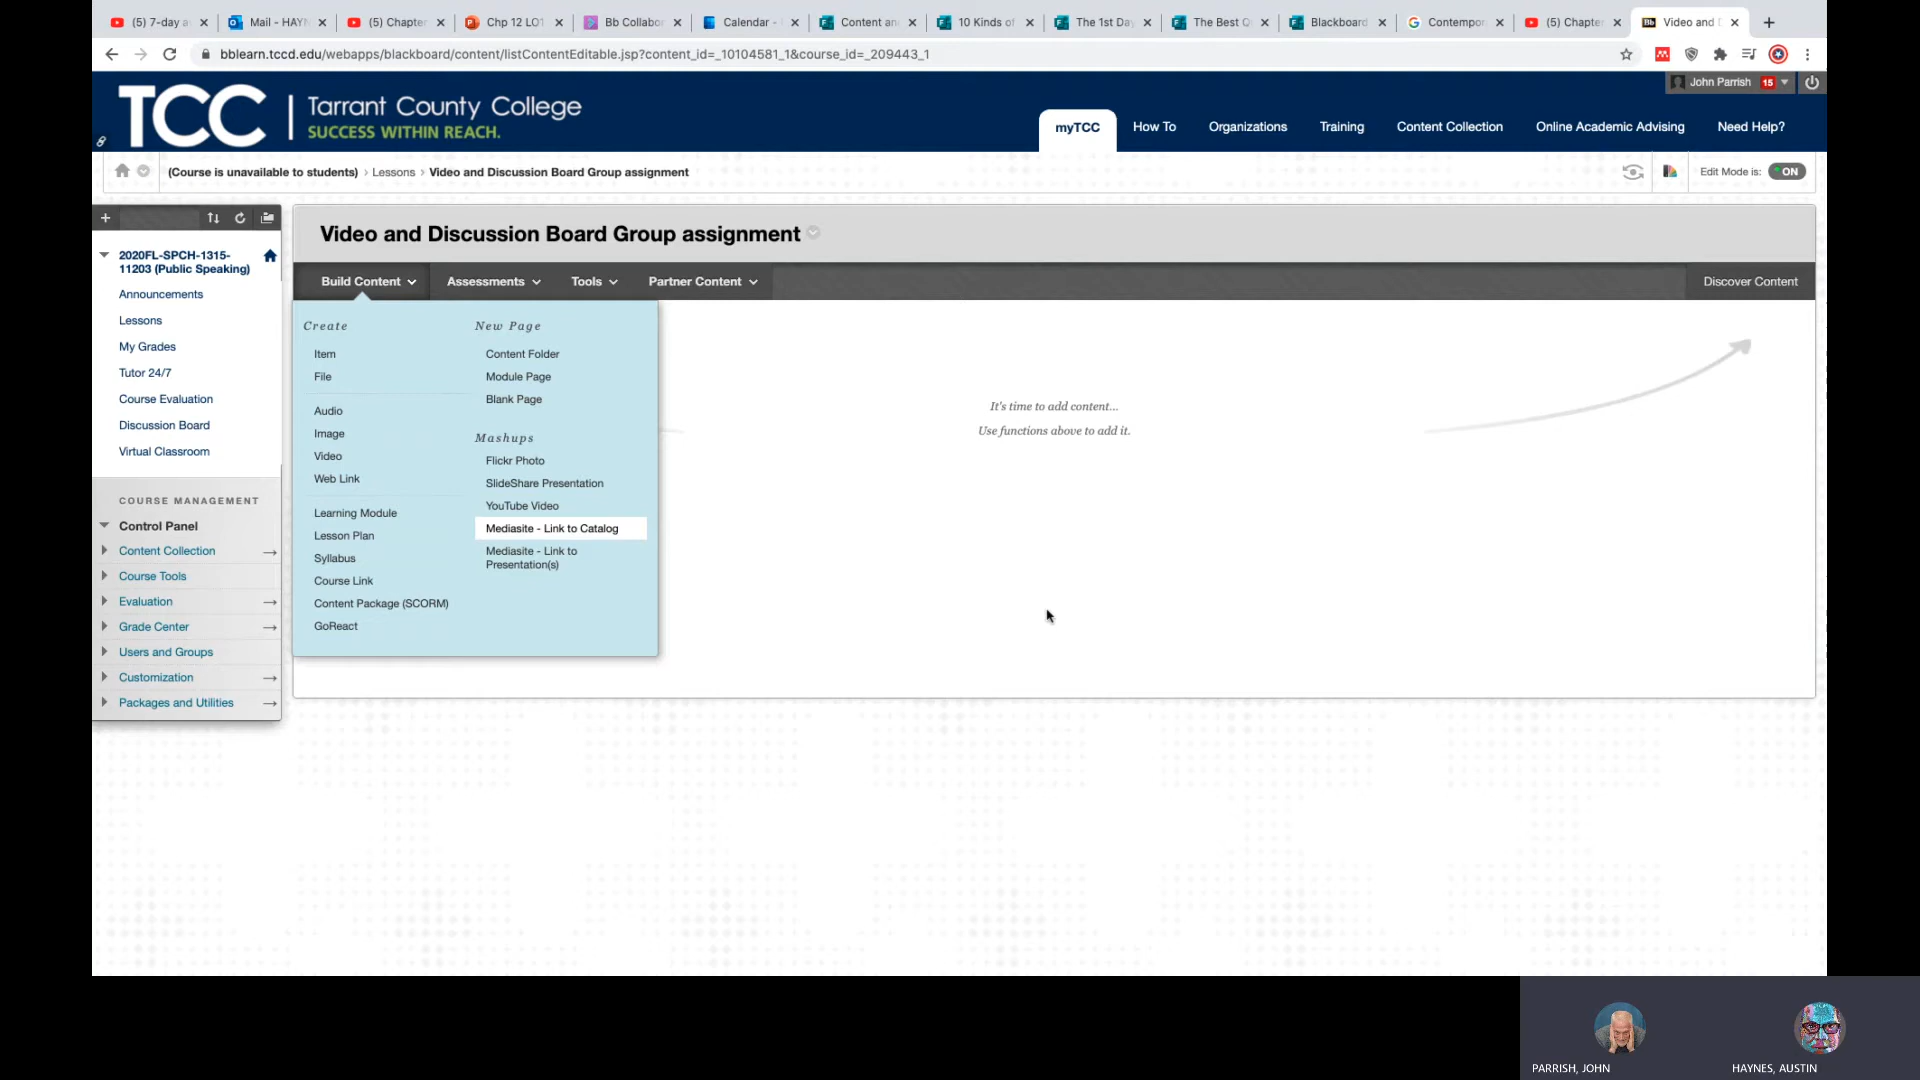 (5) 7-day a
Mail - HAYN
(5) Chapter
Chp 12 LO1
Bb Collabor
Calendar -
Content an
10 Kinds of
The 1st Day
The Best Q
Blackboard
Contempor
(5) Chapter
Video and D
bblearn.tccd.edu/webapps/blackboard/content/listContentEditable.jsp?content_id=_10104581_1&course_id=_209443_1
John Parrish 15
TCC Tarrant County College
SUCCESS WITHIN REACH.
myTCC How To Organizations Training Content Collection Online Academic Advising Need Help?
(Course is unavailable to students) Lessons Video and Discussion Board Group assignment
Edit Mode is: ON
2020FL-SPCH-1315-
11203 (Public Speaking)
Announcements
Lessons
My Grades
Tutor 24/7
Course Evaluation
Discussion Board
Virtual Classroom
COURSE MANAGEMENT
Control Panel
Content Collection
Course Tools
Evaluation
Grade Center
Users and Groups
Customization
Packages and Utilities
Video and Discussion Board Group assignment
Build Content Assessments Tools Partner Content Discover Content
Create
Item
File
Audio
Image
Video
Web Link
Learning Module
Lesson Plan
Syllabus
Course Link
Content Package (SCORM)
GoReact
New Page
Content Folder
Module Page
Blank Page
Mashups
Flickr Photo
SlideShare Presentation
YouTube Video
Mediasite - Link to Catalog
Mediasite - Link to
Presentation(s)
It's time to add content...
Use functions above to add it.
PARRISH, JOHN
HAYNES, AUSTIN